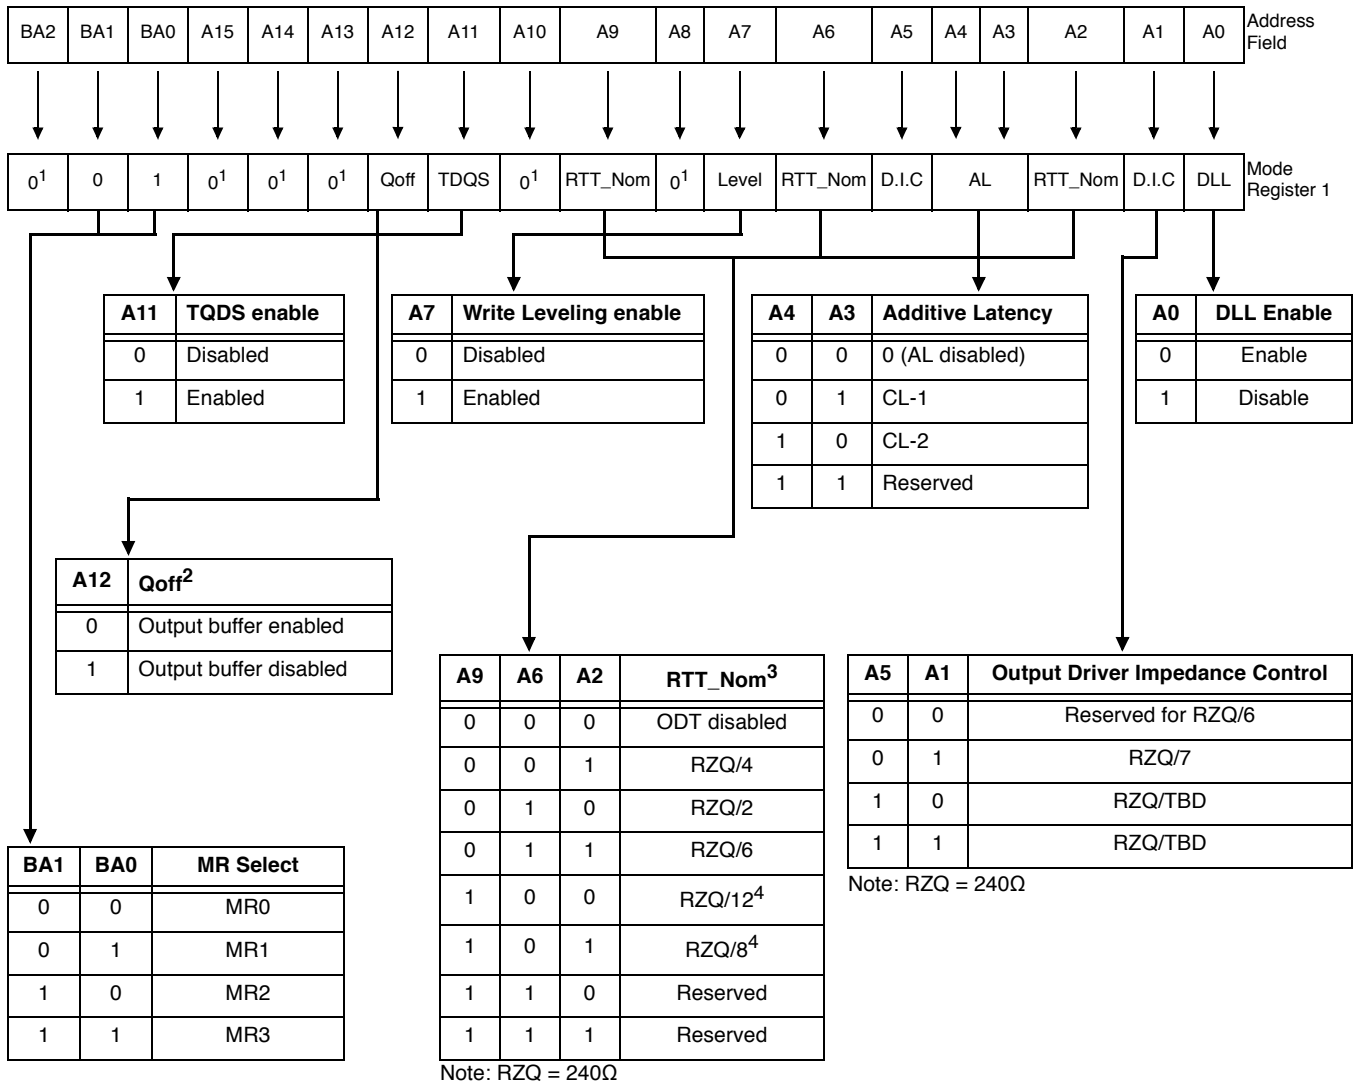 BA2 BA1 BA0 A15 A14 A13 A12 A11 A10 A9 A8 A7 A6 A5 A4 A3 A2 A1 A0 Address Field
0¹ 0 1 0¹ 0¹ 0¹ Qoff TDQS 0¹ RTT_Nom 0¹ Level RTT_Nom D.I.C AL RTT_Nom D.I.C DLL Mode Register 1
A11 TQDS enable
0 Disabled
1 Enabled
A7 Write Leveling enable
0 Disabled
1 Enabled
A4 A3 Additive Latency
0 0 0 (AL disabled)
0 1 CL-1
1 0 CL-2
1 1 Reserved
A0 DLL Enable
0 Enable
1 Disable
A12 Qoff²
0 Output buffer enabled
1 Output buffer disabled
A9 A6 A2 RTT_Nom³
0 0 0 ODT disabled
0 0 1 RZQ/4
0 1 0 RZQ/2
0 1 1 RZQ/6
1 0 0 RZQ/12⁴
1 0 1 RZQ/8⁴
1 1 0 Reserved
1 1 1 Reserved
Note: RZQ = 240Ω
A5 A1 Output Driver Impedance Control
0 0 Reserved for RZQ/6
0 1 RZQ/7
1 0 RZQ/TBD
1 1 RZQ/TBD
Note: RZQ = 240Ω
BA1 BA0 MR Select
0 0 MR0
0 1 MR1
1 0 MR2
1 1 MR3